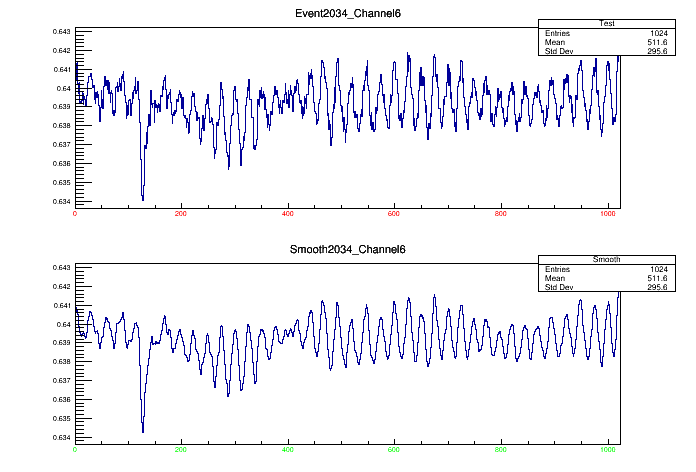 Event2034_Channel6
Test
Entries 1024
Mean 511.6
Std Dev 295.6
0.643
0.642
0.641
0.64
0.639
0.638
0.637
0.636
0.635
0.634
0 200 400 600 800 1000
Smooth2034_Channel6
Smooth
Entries 1024
Mean 511.6
Std Dev 295.6
0.643
0.642
0.641
0.64
0.639
0.638
0.637
0.636
0.635
0.634
0 200 400 600 800 1000